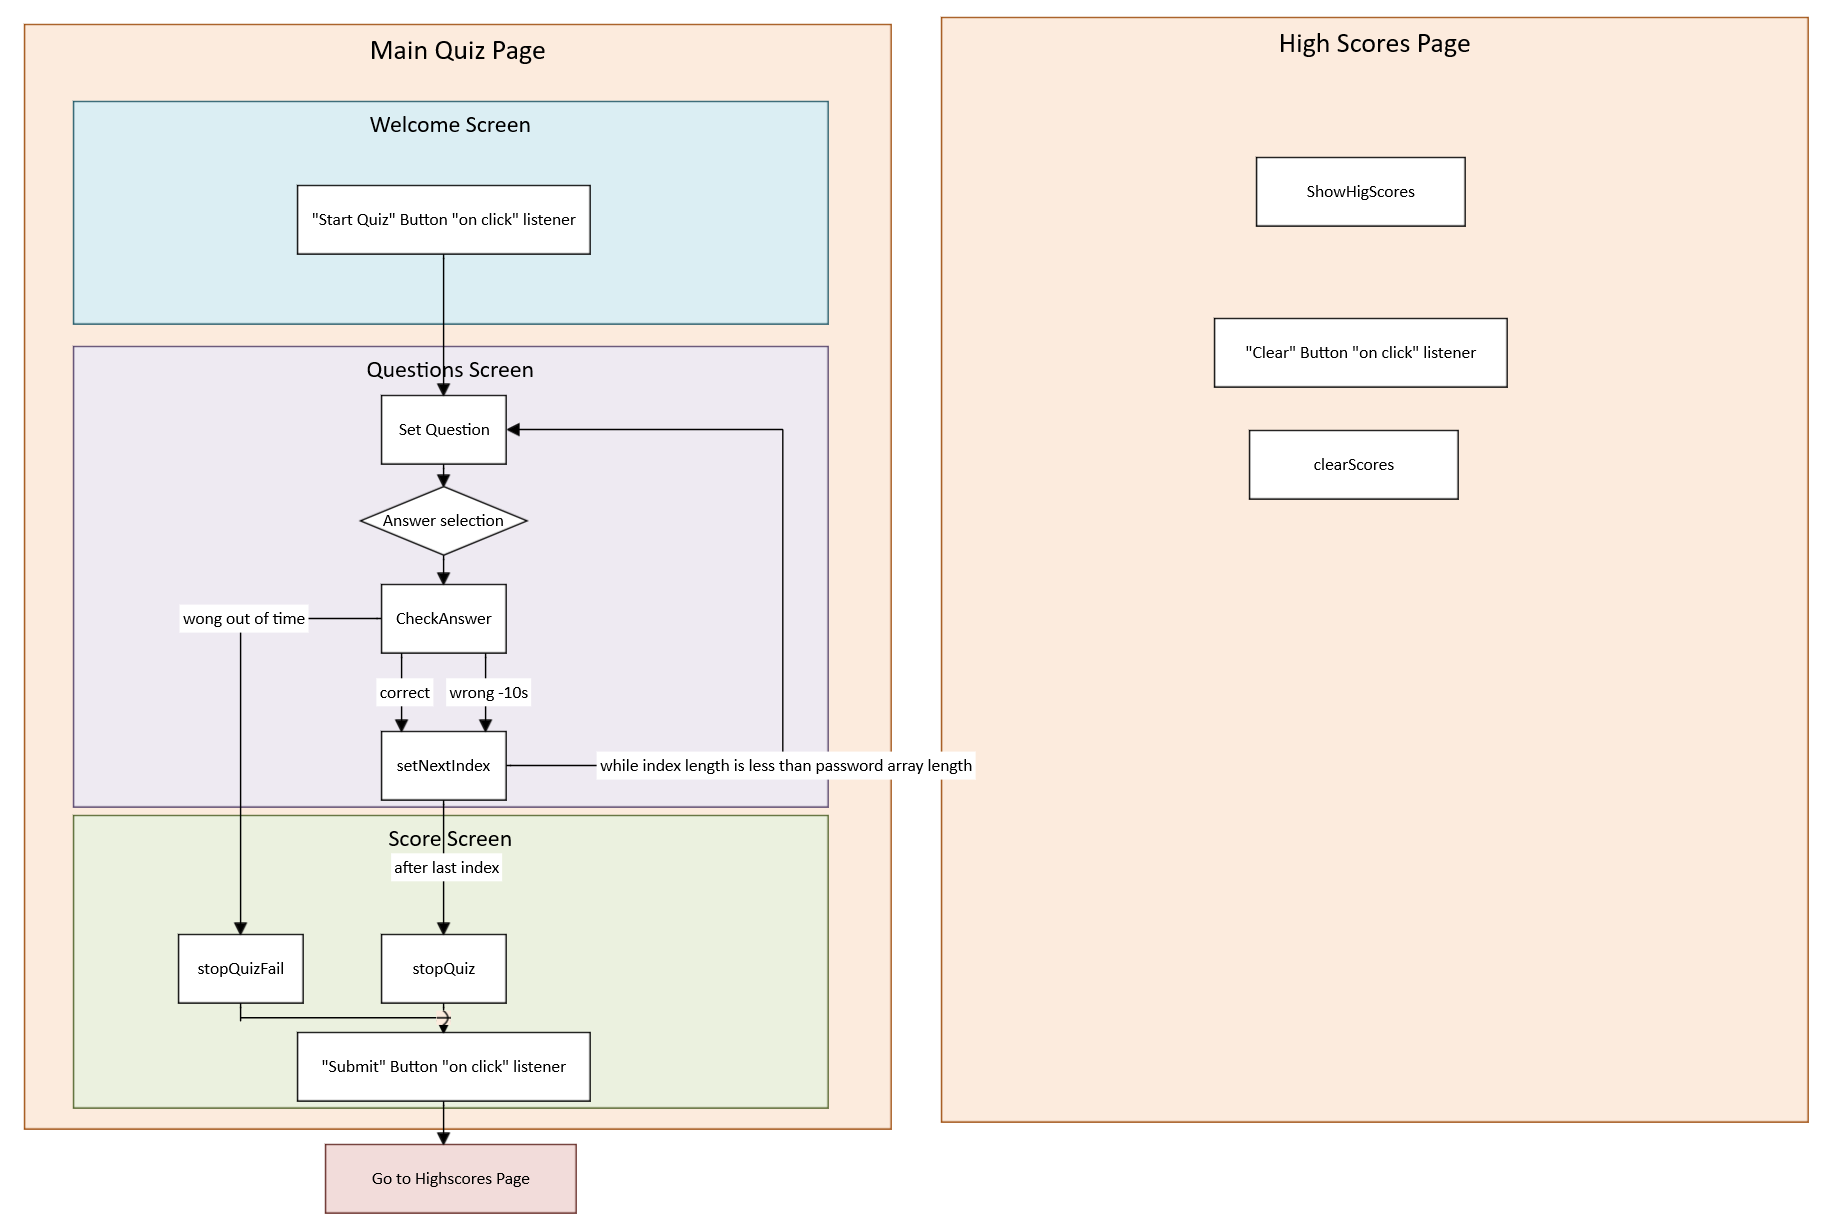 Main Quiz Page
Welcome Screen
"Start Quiz" Button "on click" listener
Questions Screen
Set Question
Answer selection
CheckAnswer
wong out of time
correct
wrong -10s
setNextIndex
while index length is less than password array length
Score Screen
after last index
stopQuizFail
stopQuiz
"Submit" Button "on click" listener
Go to Highscores Page
High Scores Page
ShowHigScores
"Clear" Button "on click" listener
clearScores